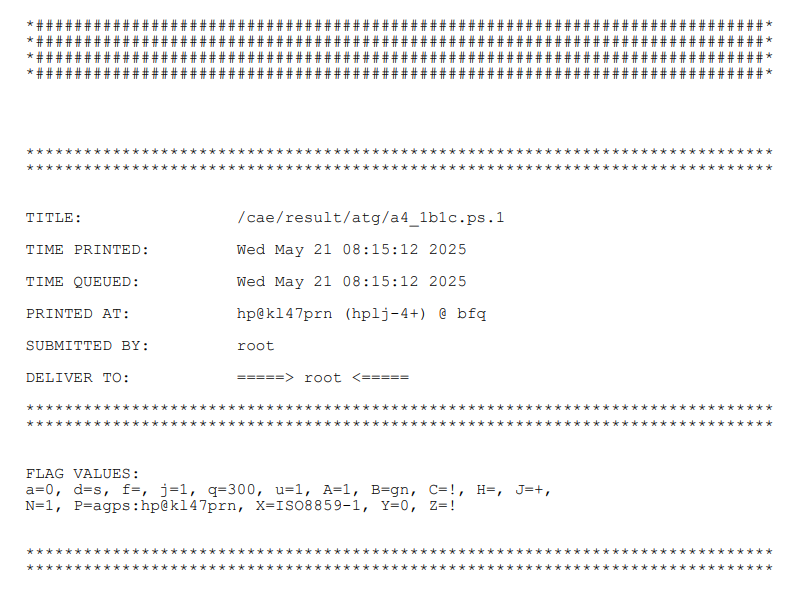 *############################################################################*
*############################################################################*
*############################################################################*
*############################################################################*
******************************************************************************
******************************************************************************
TITLE: /cae/result/atg/a4_1b1c.ps.1
TIME PRINTED: Wed May 21 08:15:12 2025
TIME QUEUED: Wed May 21 08:15:12 2025
PRINTED AT: hp@kl47prn (hplj-4+) @ bfq
SUBMITTED BY: root
DELIVER TO: =====> root <=====
******************************************************************************
******************************************************************************
FLAG VALUES:
a=0, d=s, f=, j=1, q=300, u=1, A=1, B=gn, C=!, H=, J=+,
N=1, P=agps:hp@kl47prn, X=ISO8859-1, Y=0, Z=!
******************************************************************************
******************************************************************************